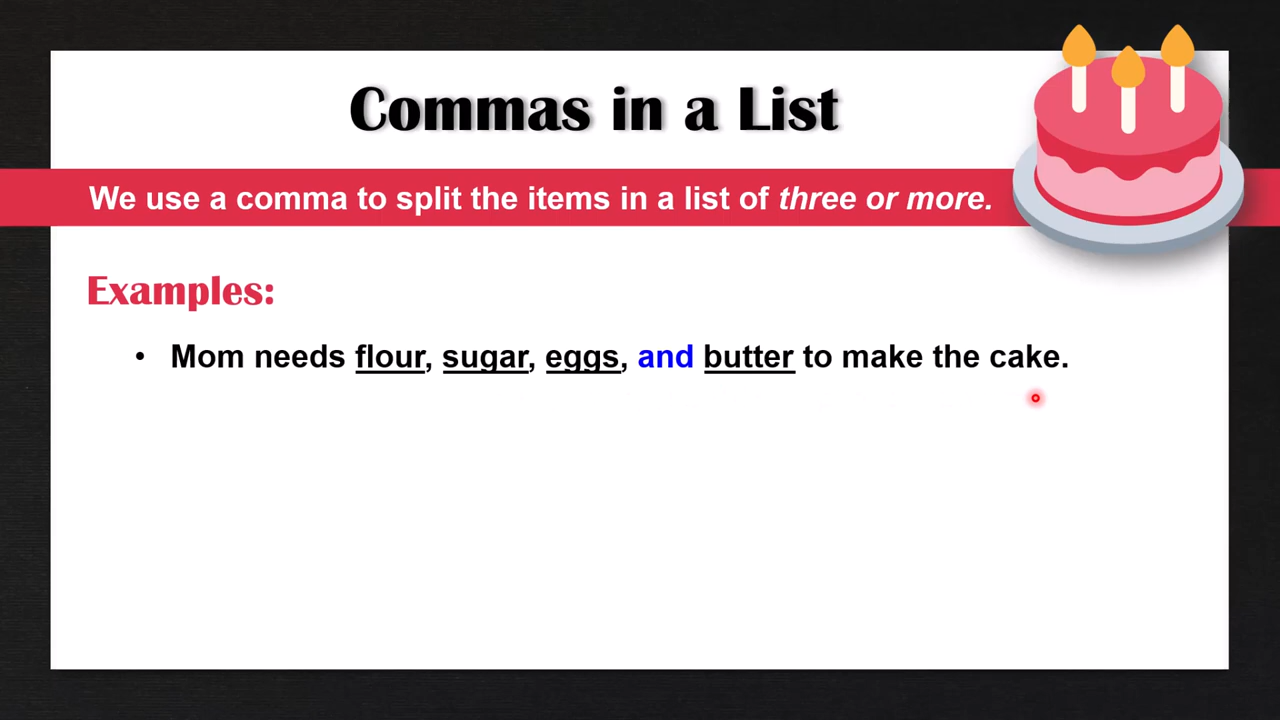 Commas in a List
We use a comma to split the items in a list of three or more.
Examples:
• Mom needs flour, sugar, eggs, and butter to make the cake.